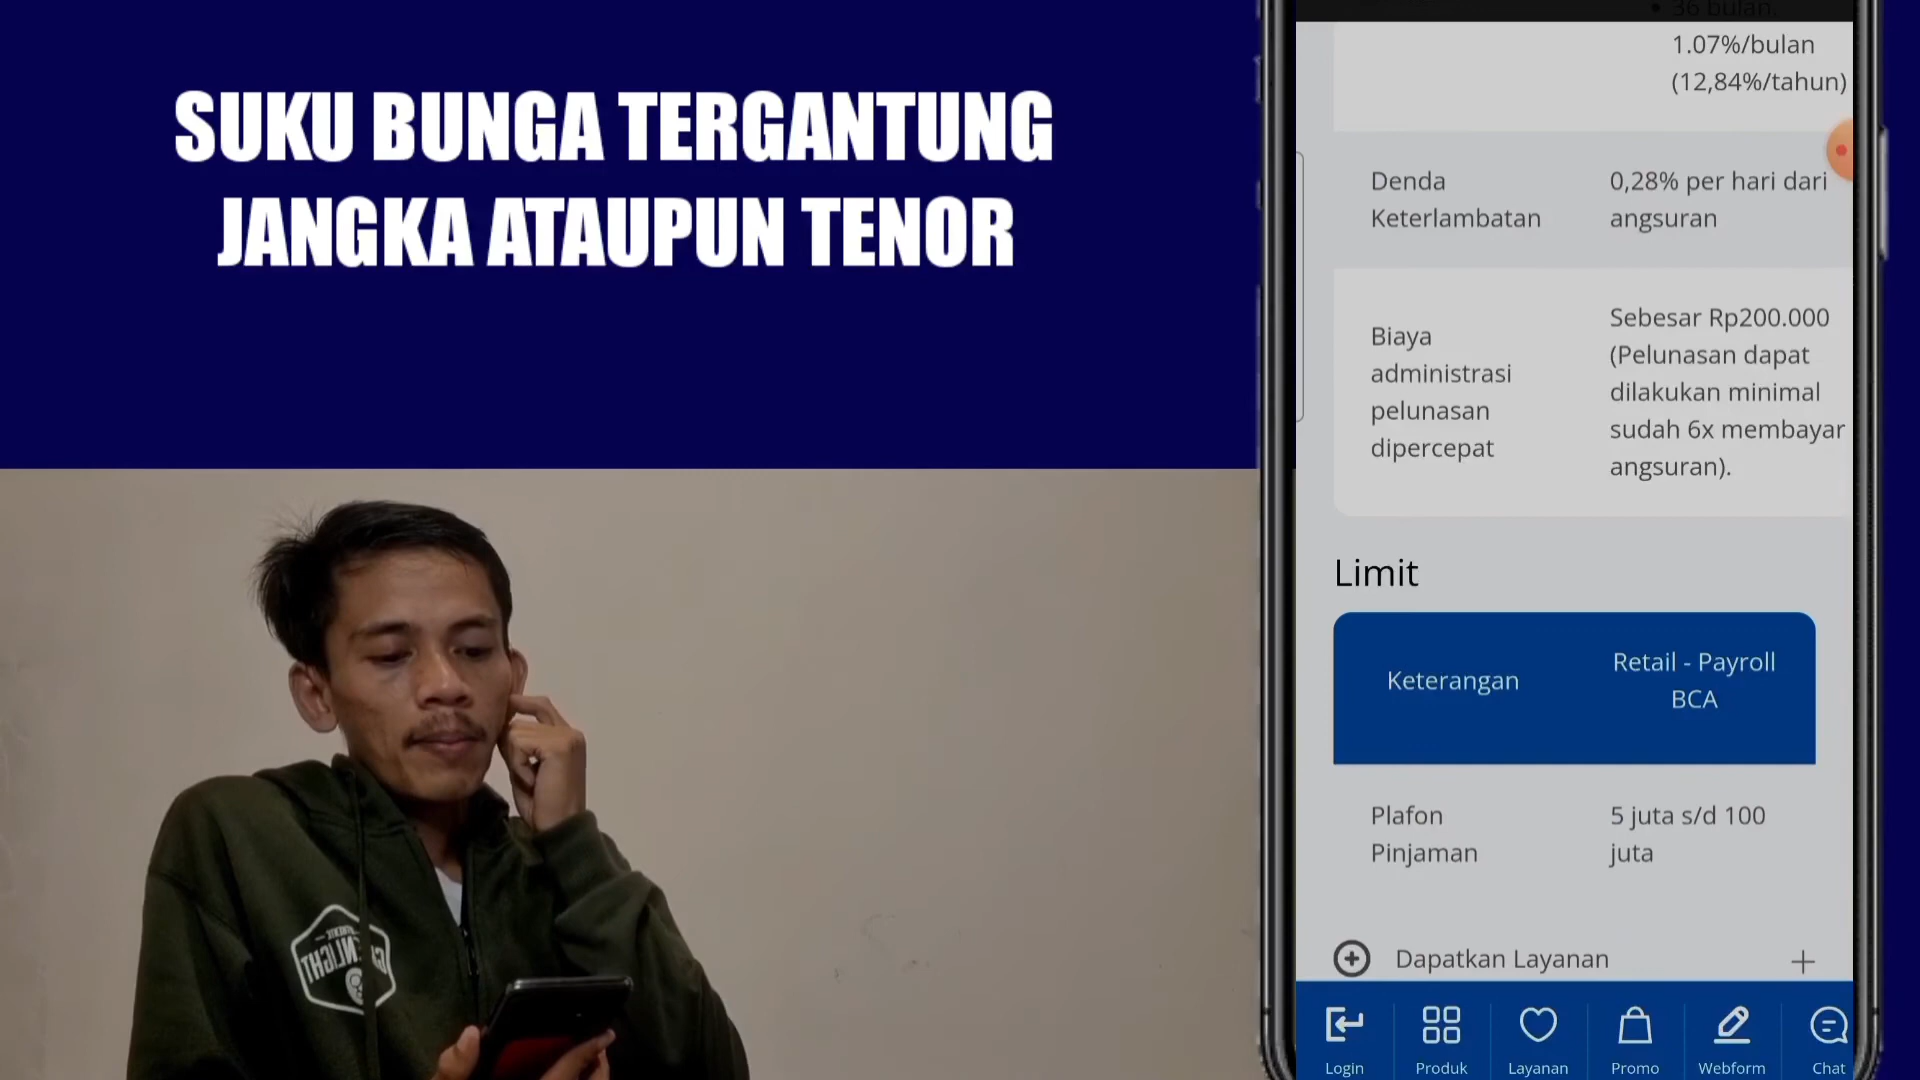 SUKU BUNGA TERGANTUNG
JANGKA ATAUPUN TENOR
• 36 bulan,
1.07%/bulan
(12,84%/tahun)
Denda
Keterlambatan
0,28% per hari dari
angsuran
Biaya
administrasi
pelunasan
dipercepat
Sebesar Rp200.000
(Pelunasan dapat
dilakukan minimal
sudah 6x membayar
angsuran).
Limit
Keterangan
Retail - Payroll
BCA
Plafon
Pinjaman
5 juta s/d 100
juta
Dapatkan Layanan
Login
Produk
Layanan
Promo
Webform
Chat